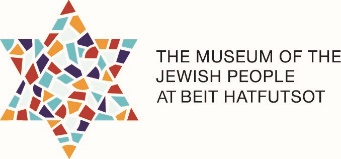 THE MUSEUM OF THE
JEWISH PEOPLE
AT BEIT HATFUTSOT